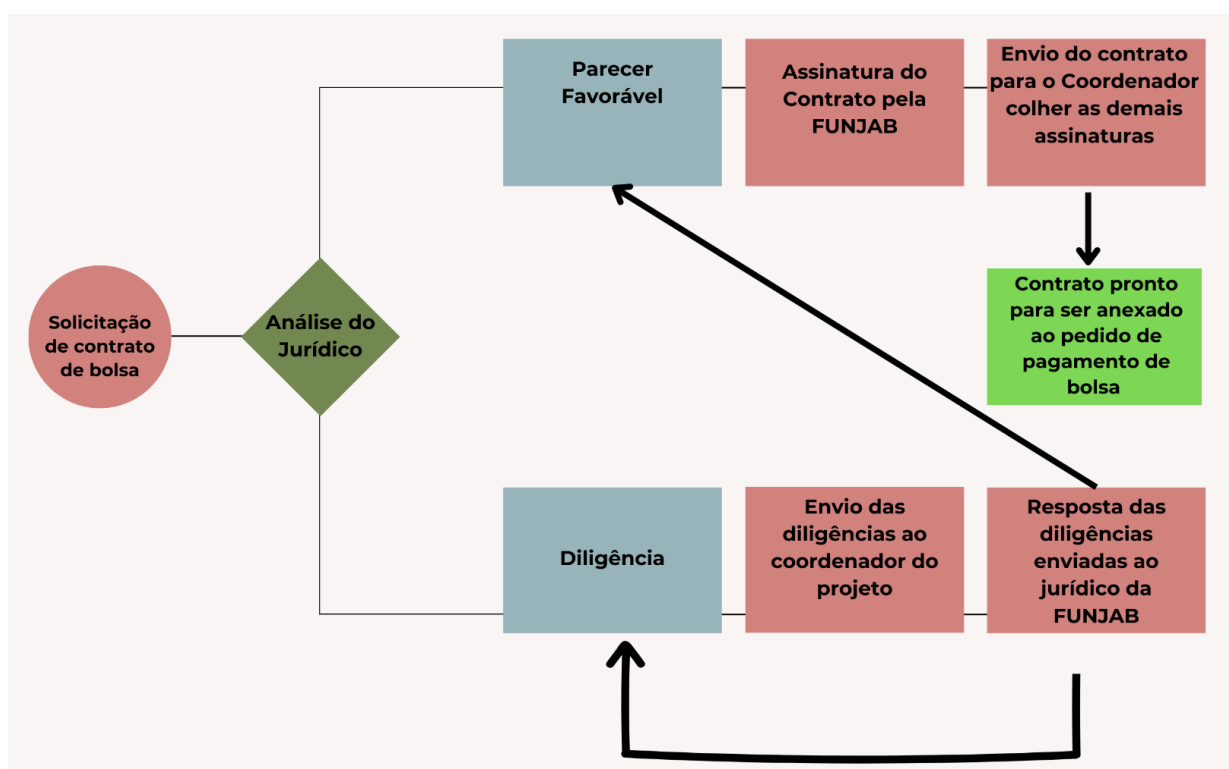 Solicitação
de contrato
de bolsa
Análise do
Jurídico
Parecer
Favorável
Assinatura do
Contrato pela
FUNJAB
Envio do contrato
para o Coordenador
colher as demais
assinaturas
Contrato pronto
para ser anexado
ao pedido de
pagamento de
bolsa
Diligência
Envio das
diligências ao
coordenador do
projeto
Resposta das
diligências
enviadas ao
jurídico da
FUNJAB